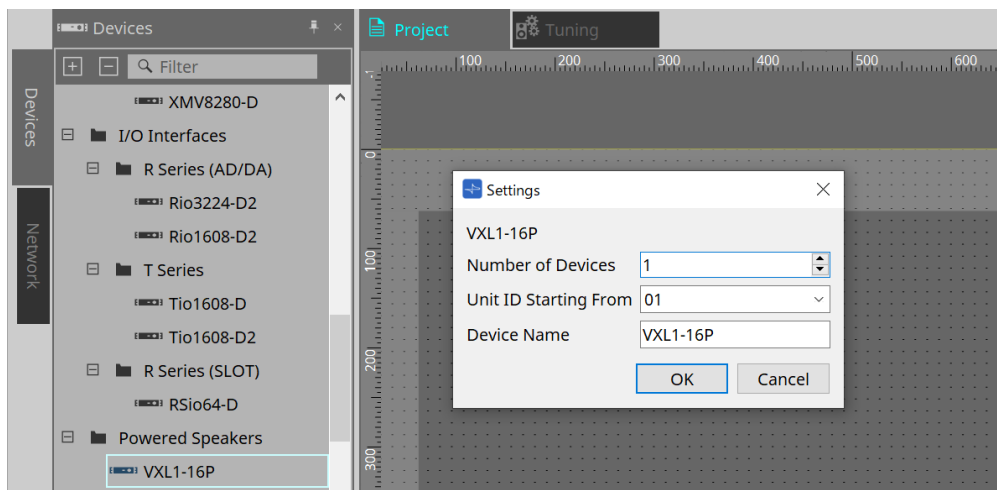 Devices
Project
Tuning
Filter
Devices
Network
XMV8280-D
I/O Interfaces
R Series (AD/DA)
Rio3224-D2
Rio1608-D2
T Series
Tio1608-D
Tio1608-D2
R Series (SLOT)
RSio64-D
Powered Speakers
VXL1-16P
100 200 300 400 500 600
0
100
200
300
Settings
VXL1-16P
Number of Devices 1
Unit ID Starting From 01
Device Name VXL1-16P
OK Cancel